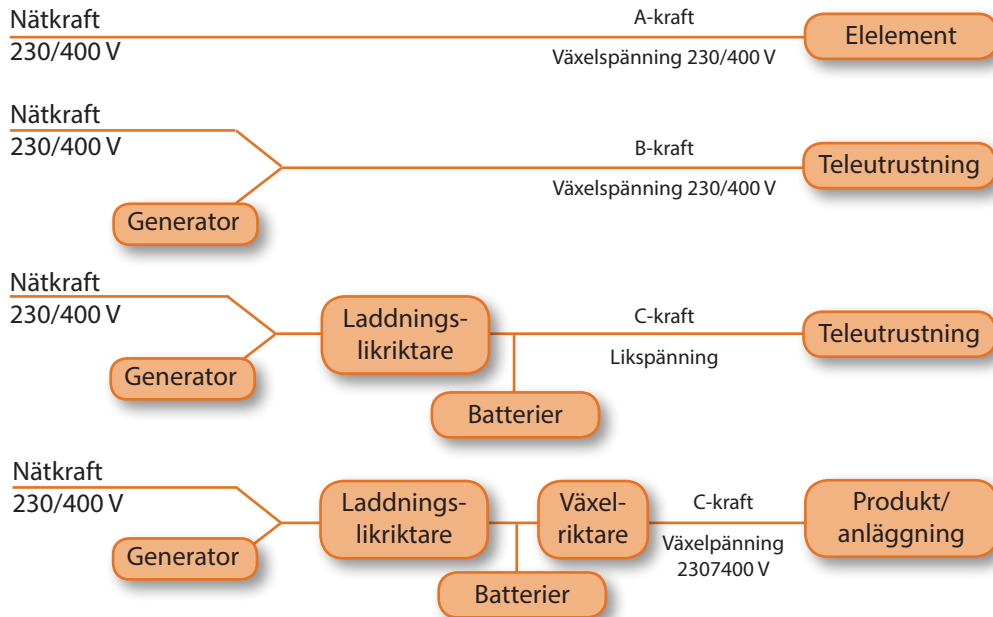 Nätkraft
230/400 V
A-kraft
Växelspänning 230/400 V
Elelement
Nätkraft
230/400 V
Generator
B-kraft
Växelspänning 230/400 V
Teleutrustning
Nätkraft
230/400 V
Generator
Laddnings-
likriktare
Batterier
C-kraft
Likspänning
Teleutrustning
Nätkraft
230/400 V
Generator
Laddnings-
likriktare
Batterier
Växel-
riktare
C-kraft
Växelpänning
2307400 V
Produkt/
anläggning